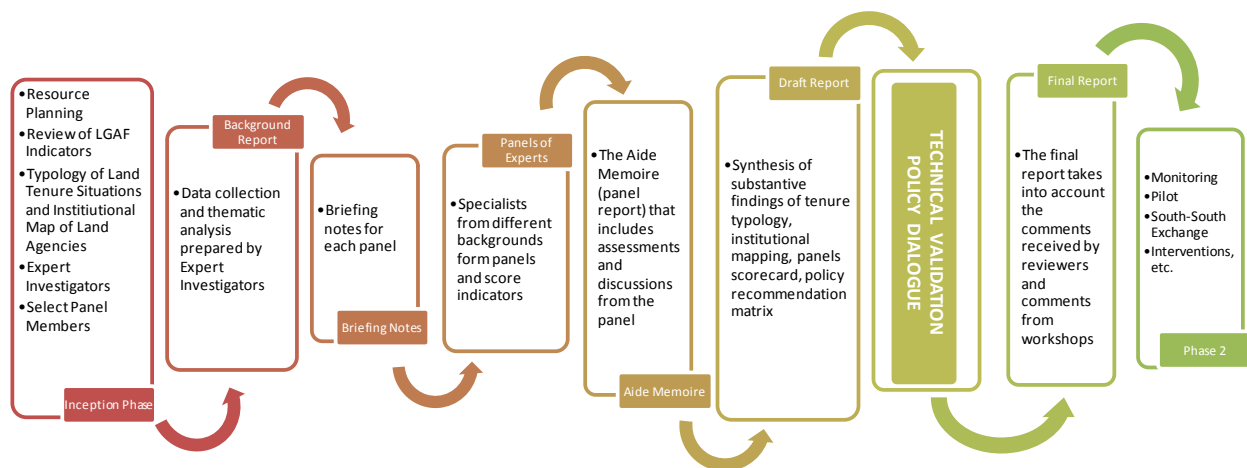 •Resource
Planning
•Review of LGAF
Indicators
•Typology of Land
Tenure Situations
and Institutional
Map of Land
Agencies
•Expert
Investigators
•Select Panel
Members
Inception Phase
Background
Report
•Data collection
and thematic
analysis
prepared by
Expert
Investigators
•Briefing
notes for
each panel
Briefing Notes
Panels of
Experts
•Specialists
from different
backgrounds
form panels
and score
indicators
•The Aide
Memoire
(panel
report) that
includes
assessments
and
discussions
from the
panel
Aide Memoire
Draft Report
•Synthesis of
substantive
findings of tenure
typology,
institutional
mapping, panels
scorecard, policy
recommendation
matrix
TECHNICAL VALIDATION
POLICY DIALOGUE
Final Report
•The final
report takes
into account
the
comments
received by
reviewers
and
comments
from
workshops
•Monitoring
•Pilot
•South-South
Exchange
•Interventions,
etc.
Phase 2